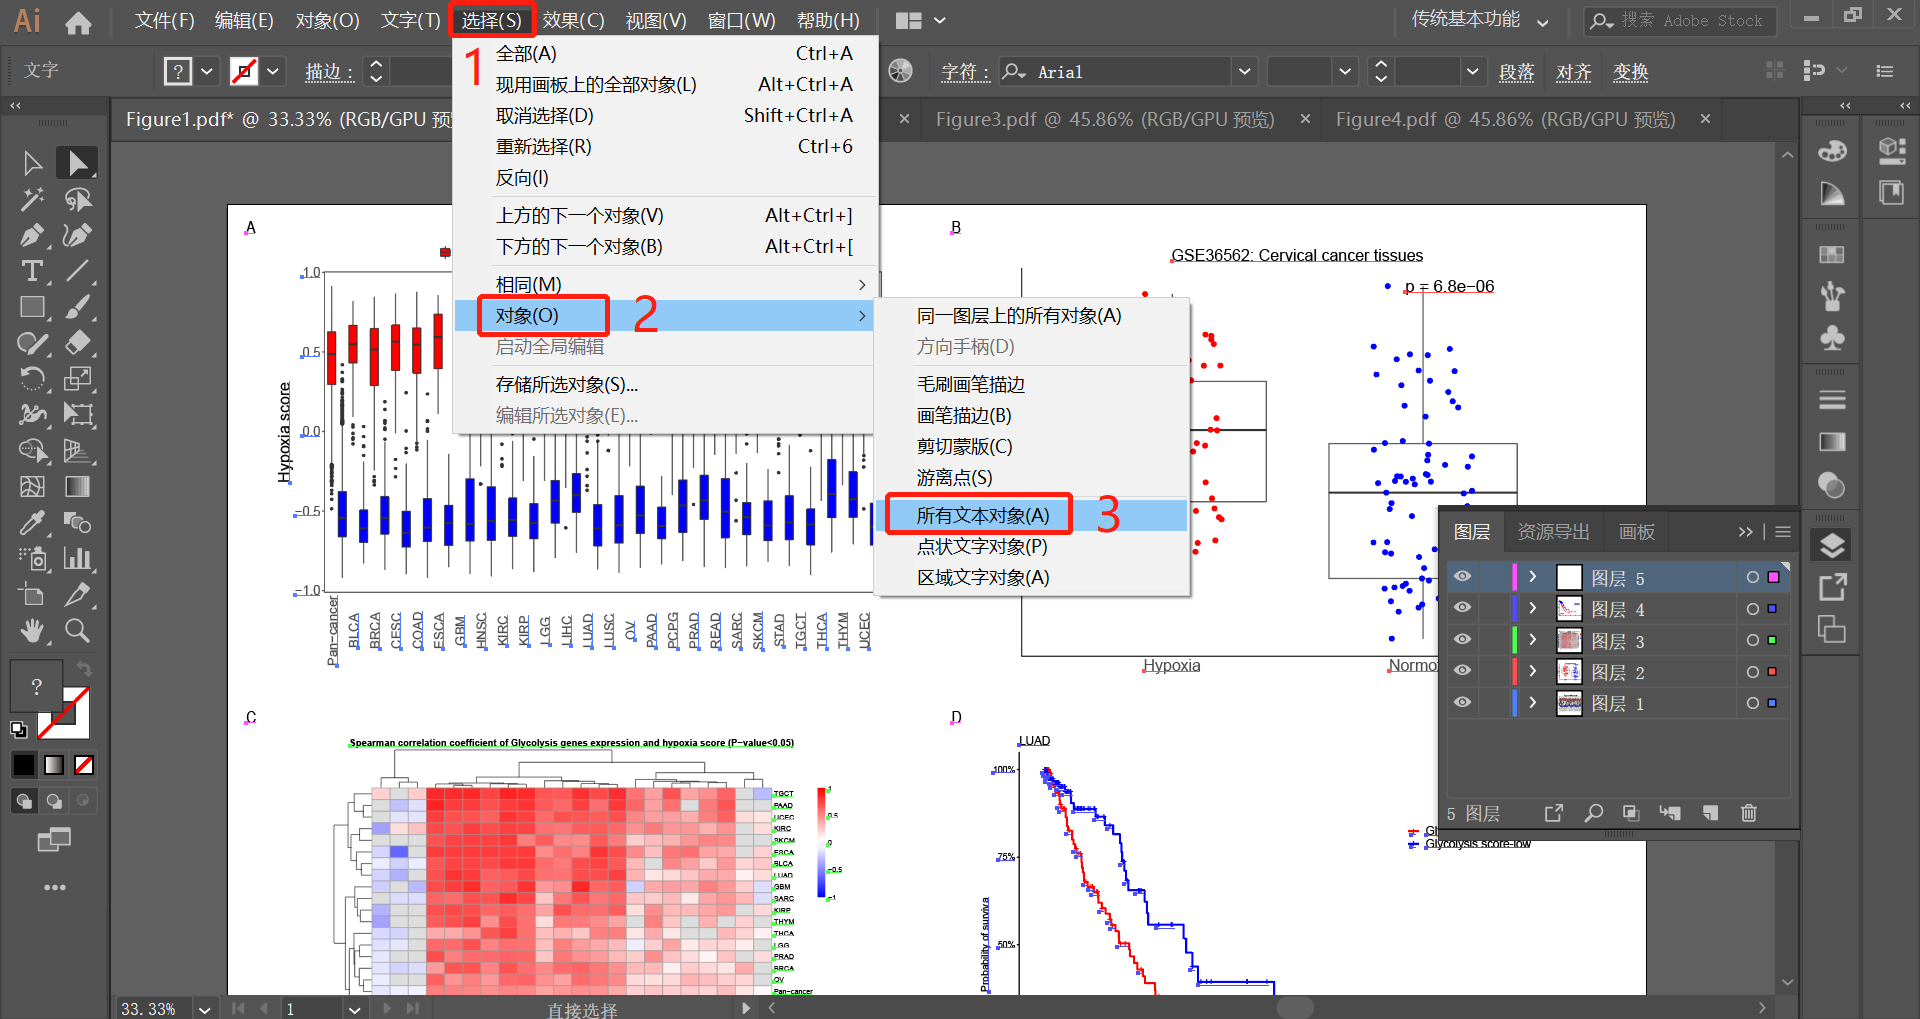 Ai 文件(F) 编辑(E) 对象(O) 文字(T) 选择(S) 效果(C) 视图(V) 窗口(W) 帮助(H) 传统基本功能 搜索 Adobe Stock
文字 ? 描边: 字符: Arial 段落 对齐 变换
Figure1.pdf* @ 33.33% (RGB/GPU 预 × Figure3.pdf @ 45.86% (RGB/GPU 预览) × Figure4.pdf @ 45.86% (RGB/GPU 预览) ×
1
全部(A) Ctrl+A
现用画板上的全部对象(L) Alt+Ctrl+A
取消选择(D) Shift+Ctrl+A
重新选择(R) Ctrl+6
反向(I)
上方的下一个对象(V) Alt+Ctrl+]
下方的下一个对象(B) Alt+Ctrl+[
相同(M)
对象(O) 2
启动全局编辑
存储所选对象(S)...
编辑所选对象(E)...
同一图层上的所有对象(A)
方向手柄(D)
毛刷画笔描边
画笔描边(B)
剪切蒙版(C)
游离点(S)
所有文本对象(A) 3
点状文字对象(P)
区域文字对象(A)
A
Hypoxia score
1.0
0.5
0.0
−0.5
−1.0
Pan−cancer
BLCA
BRCA
CESC
COAD
ESCA
GBM
HNSC
KIRC
KIRP
LGG
LIHC
LUAD
LUSC
OV
PAAD
PCPG
PRAD
READ
SARC
SKCM
STAD
TGCT
THCA
THYM
UCEC
B
GSE36562: Cervical cancer tissues
p = 6.8e−06
Hypoxia
Normo
C
Spearman correlation coefficient of Glycolysis genes expression and hypoxia score (P−value<0.05)
TGCT
PAAD
UCEC
KIRC
SKCM
ESCA
BLCA
LUAD
GBM
SARC
KIRP
THYM
THCA
LGG
PRAD
BRCA
OV
Pan−cancer
1
0.5
0
−0.5
−1
D
LUAD
100%
75%
50%
Probability of surviva
Gl
Glycolysis score−low
图层 资源导出 画板
图层 5
图层 4
图层 3
图层 2
图层 1
5 图层
?
33.33% 1 直接选择